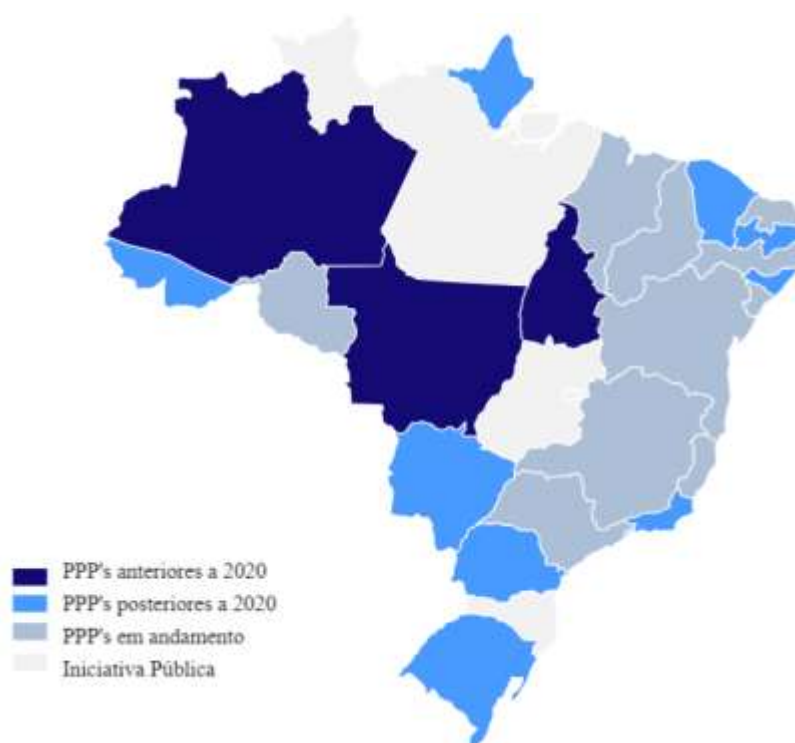 PPP's anteriores a 2020
PPP's posteriores a 2020
PPP's em andamento
Iniciativa Pública